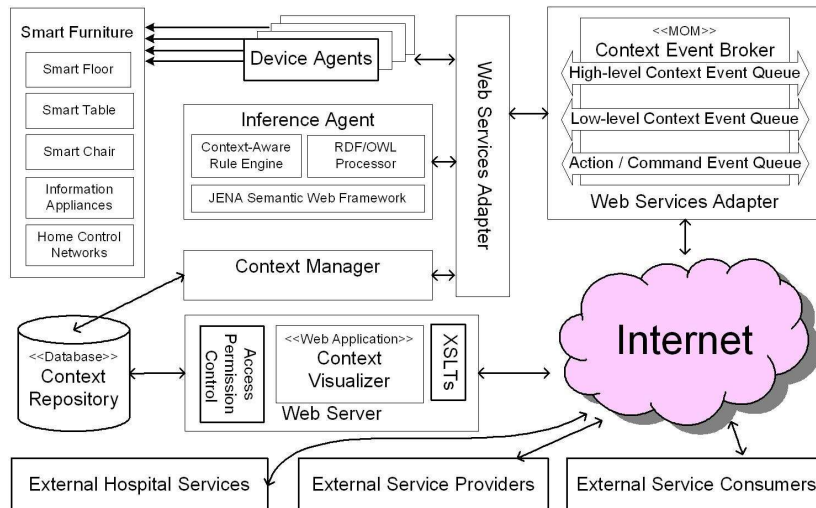 Smart Furniture
Smart Floor
Smart Table
Smart Chair
Information
Appliances
Home Control
Networks
Device Agents
Inference Agent
Context-Aware
Rule Engine
RDF/OWL
Processor
JENA Semantic Web Framework
Context Manager
Web Services Adapter
<<MOM>>
Context Event Broker
High-level Context Event Queue
Low-level Context Event Queue
Action / Command Event Queue
Web Services Adapter
<<Database>>
Context
Repository
Access
Permission
Control
<<Web Application>>
Context
Visualizer
XSLTs
Web Server
Internet
External Hospital Services
External Service Providers
External Service Consumers